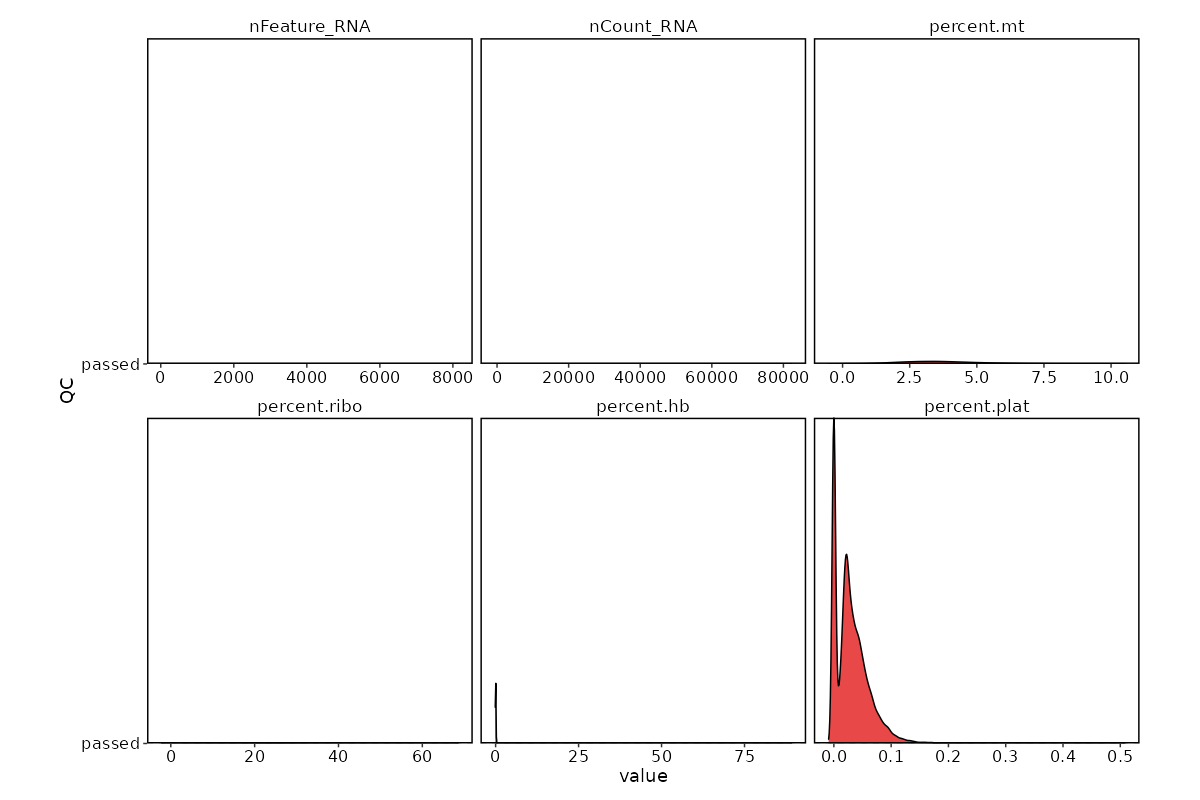 nFeature_RNA nCount_RNA percent.mt
passed
0 2000 4000 6000 8000 0 20000 40000 60000 80000 0.0 2.5 5.0 7.5 10.0
QC
percent.ribo percent.hb percent.plat
passed
0 20 40 60 0 25 50 75 0.0 0.1 0.2 0.3 0.4 0.5
value